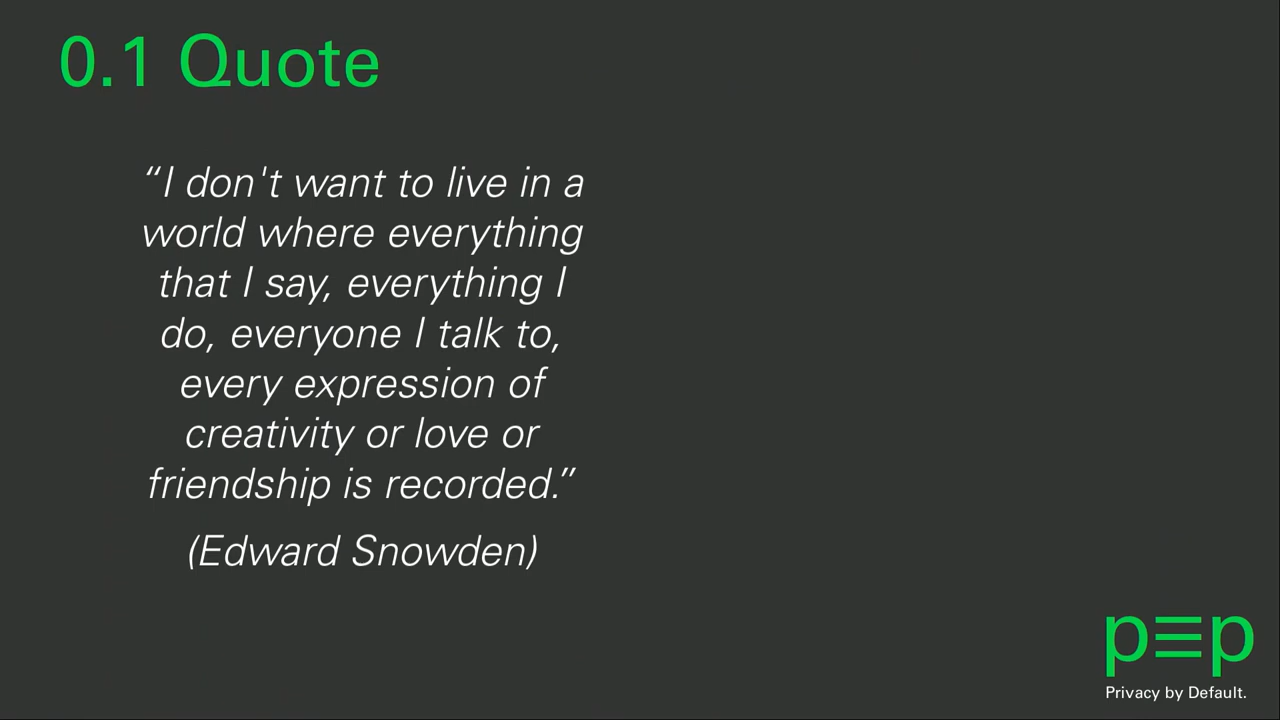 0.1 Quote
“I don't want to live in a
world where everything
that I say, everything I
do, everyone I talk to,
every expression of
creativity or love or
friendship is recorded.”
(Edward Snowden)
p≡p
Privacy by Default.